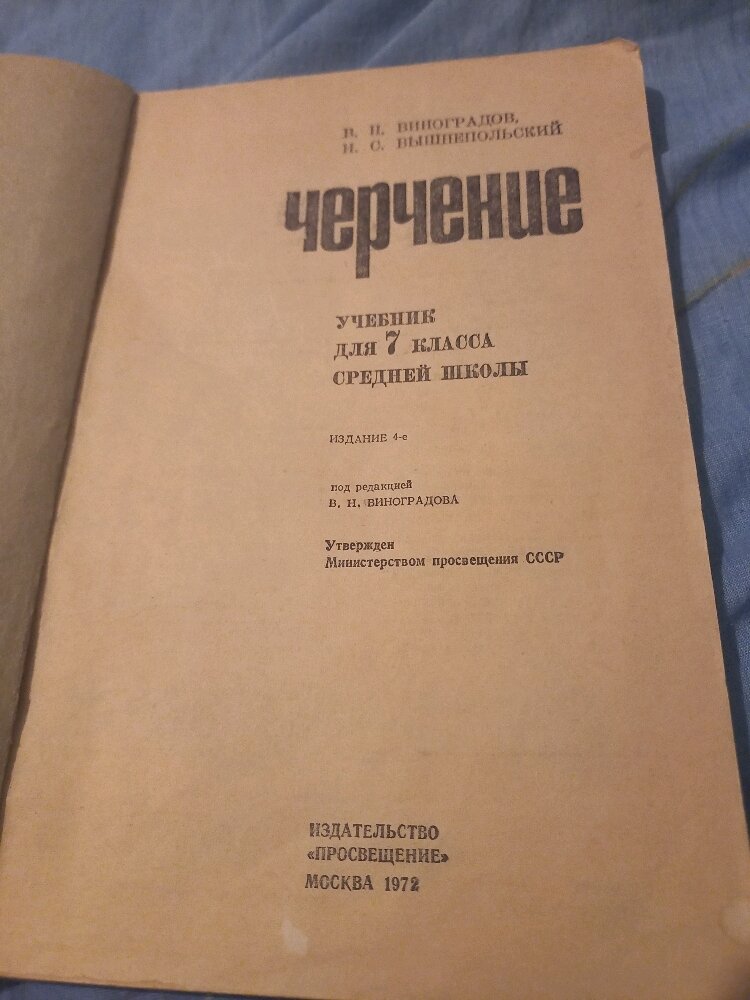 В. Н. ВИНОГРАДОВ,
И. С. ВЫШНЕПОЛЬСКИЙ
черчение
УЧЕБНИК
ДЛЯ 7 КЛАССА
СРЕДНЕЙ ШКОЛЫ
ИЗДАНИЕ 4-е
под редакцией
В. Н. ВИНОГРАДОВА
Утвержден
Министерством просвещения СССР
ИЗДАТЕЛЬСТВО
«ПРОСВЕЩЕНИЕ»
МОСКВА 1972